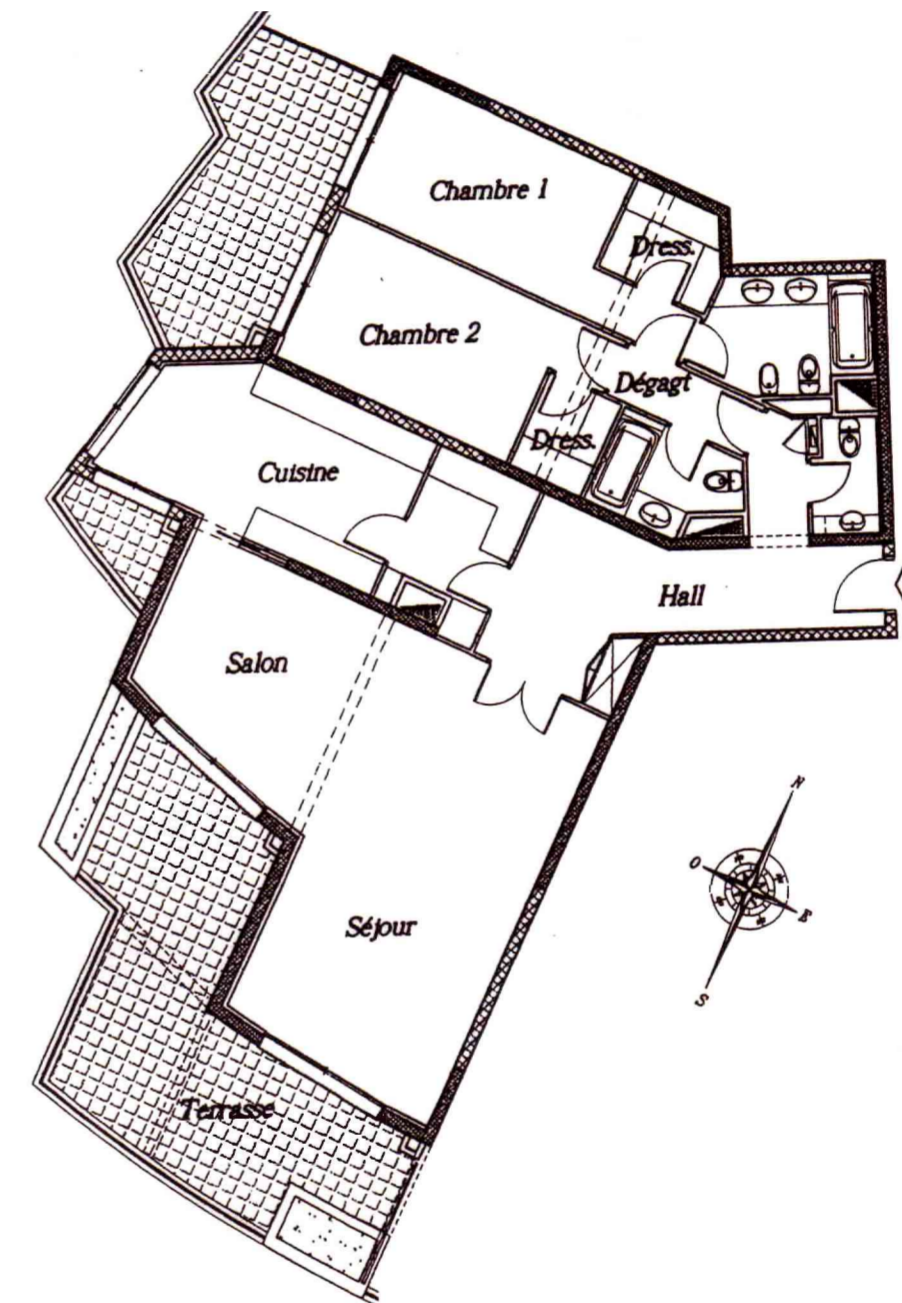 Chambre 1
Dress.
Chambre 2
Dégagt
Dress.
Cuisine
Hall
Salon
Séjour
Terrasse
N
O
E
S